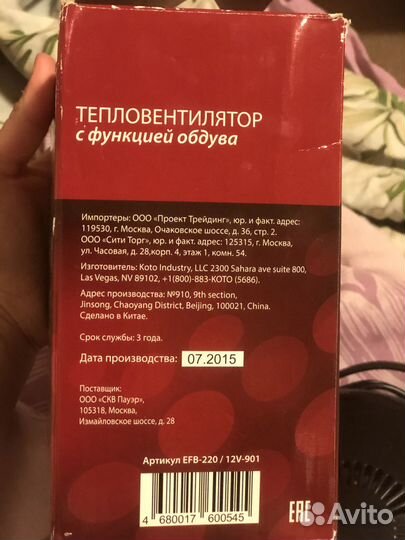 ТЕПЛОВЕНТИЛЯТОР
с функцией обдува
Импортеры: ООО «Проект Трейдинг», юр. и факт. адрес:
119530, г. Москва, Очаковское шоссе, д. 36, стр. 2.
ООО «Сити Торг», юр. и факт. адрес: 125315, г. Москва,
ул. Часовая, д. 28,корп. 4, этаж 1, комн. 54.
Изготовитель: Koto Industry, LLC 2300 Sahara ave suite 800,
Las Vegas, NV 89102, +1(800)-883-KOTO (5686).
Адрес производства: №910, 9th section,
Jinsong, Chaoyang District, Beijing, 100021, China.
Сделано в Китае.
Срок службы: 3 года.
Дата производства: 07.2015
Поставщик:
ООО «СКВ Пауэр»,
105318, Москва,
Измайловское шоссе, д. 28
Артикул EFB-220 / 12V-901
4 680017 600545
EAC
Avito